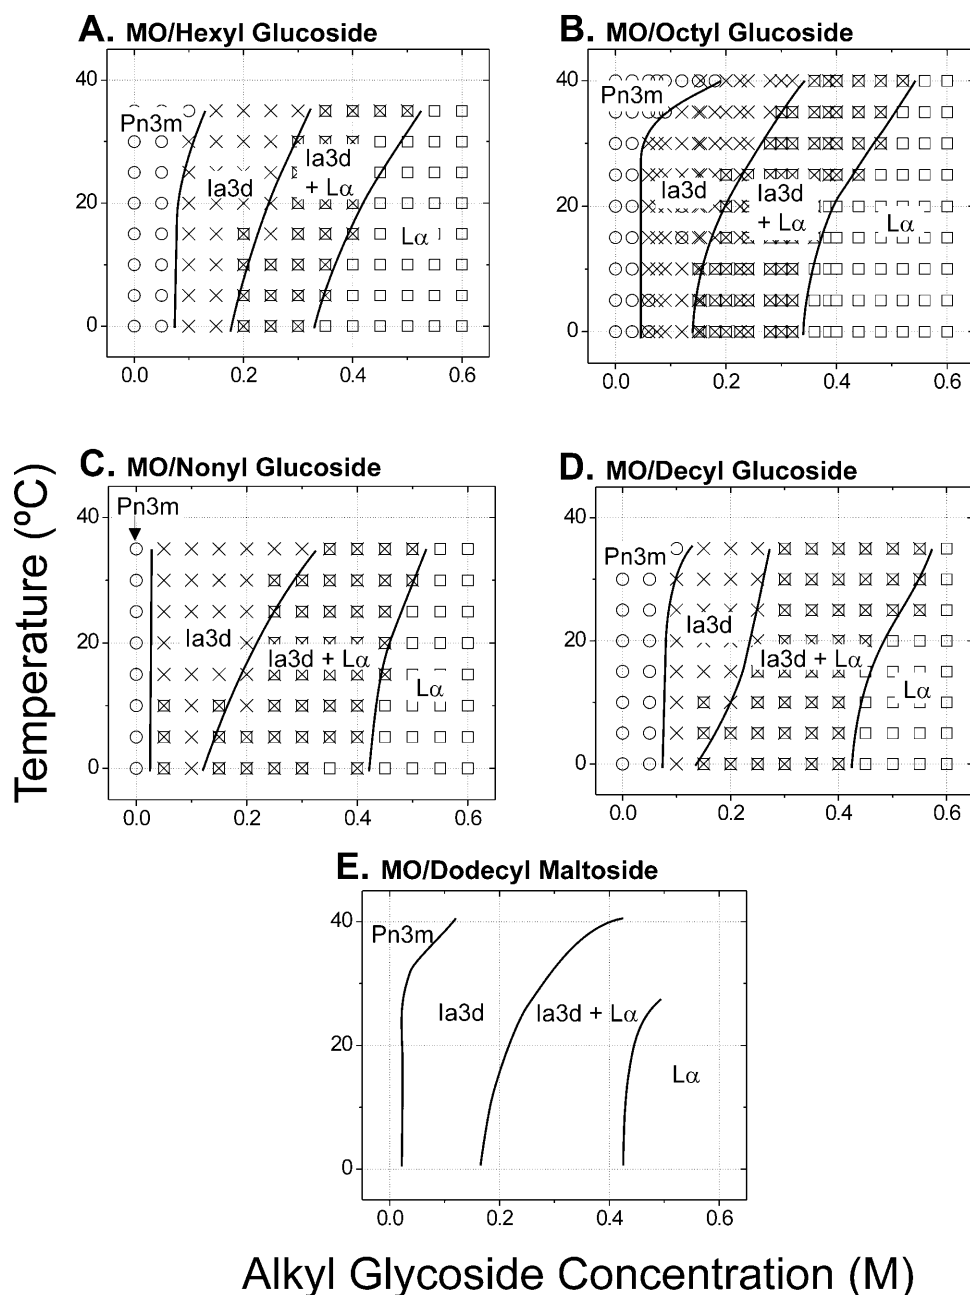 A. MO/Hexyl Glucoside
40
20
0
Pn3m
Ia3d
Ia3d
+ Lα
Lα
0.0 0.2 0.4 0.6
B. MO/Octyl Glucoside
40
20
0
Pn3m
Ia3d
Ia3d
+ Lα
Lα
0.0 0.2 0.4 0.6
Temperature (ºC)
C. MO/Nonyl Glucoside
Pn3m
40
20
0
Ia3d
Ia3d + Lα
Lα
0.0 0.2 0.4 0.6
D. MO/Decyl Glucoside
40
20
0
Pn3m
Ia3d
Ia3d + Lα
Lα
0.0 0.2 0.4 0.6
E. MO/Dodecyl Maltoside
40
20
0
Pn3m
Ia3d
Ia3d + Lα
Lα
0.0 0.2 0.4 0.6
Alkyl Glycoside Concentration (M)